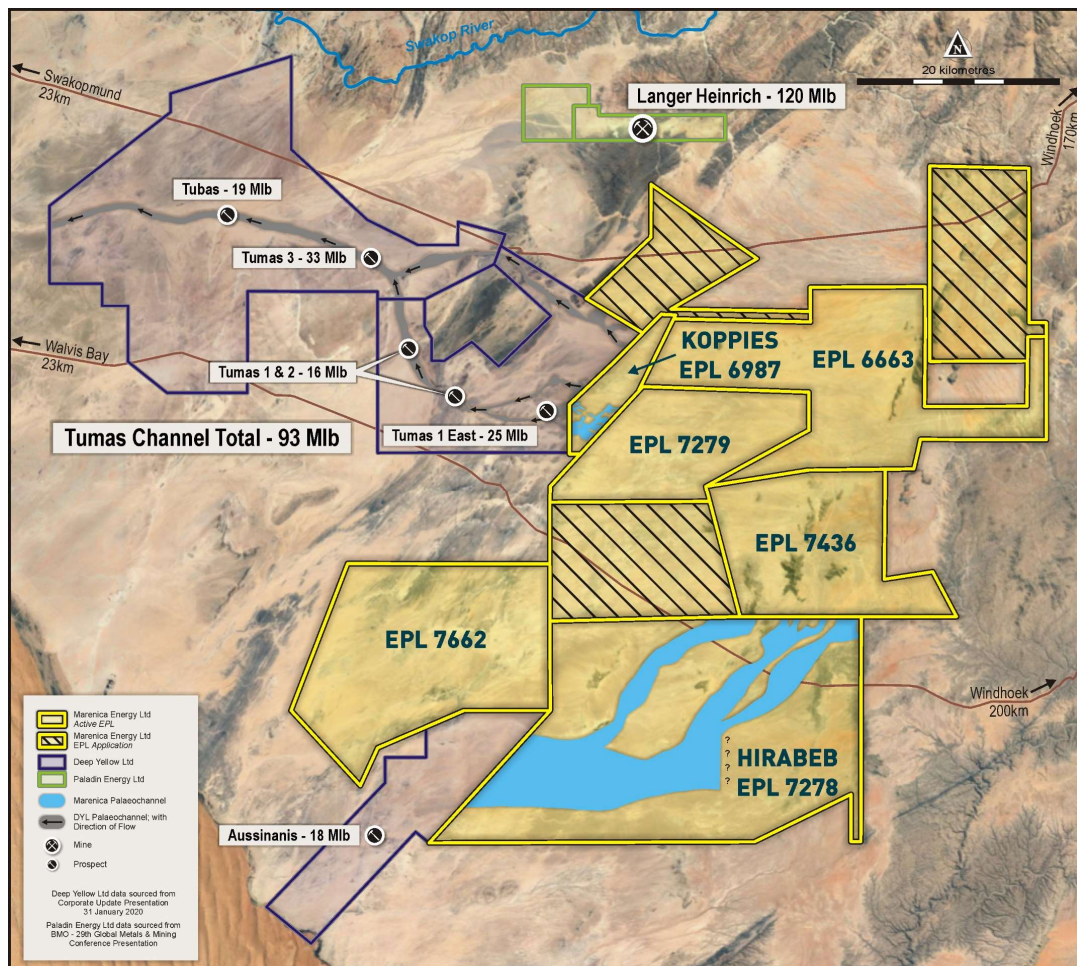 Swakop River
N
20 kilometres
Swakopmund
23km
Langer Heinrich - 120 Mlb
Windhoek
170km
Tubas - 19 Mlb
Tumas 3 - 33 Mlb
KOPPIES
EPL 6987
EPL 6663
Walvis Bay
23km
Tumas 1 & 2 - 16 Mlb
Tumas Channel Total - 93 Mlb
Tumas 1 East - 25 Mlb
EPL 7279
EPL 7436
EPL 7662
Windhoek
200km
?
?
?
?
HIRABEB
EPL 7278
Aussinanis - 18 Mlb
Marenica Energy Ltd
Active EPL
Marenica Energy Ltd
EPL Application
Deep Yellow Ltd
Paladin Energy Ltd
Marenica Palaeochannel
DYL Palaeochannel; with
Direction of Flow
Mine
Prospect
Deep Yellow Ltd data sourced from
Corporate Update Presentation
31 January 2020
Paladin Energy Ltd data sourced from
BMO - 29th Global Metals & Mining
Conference Presentation